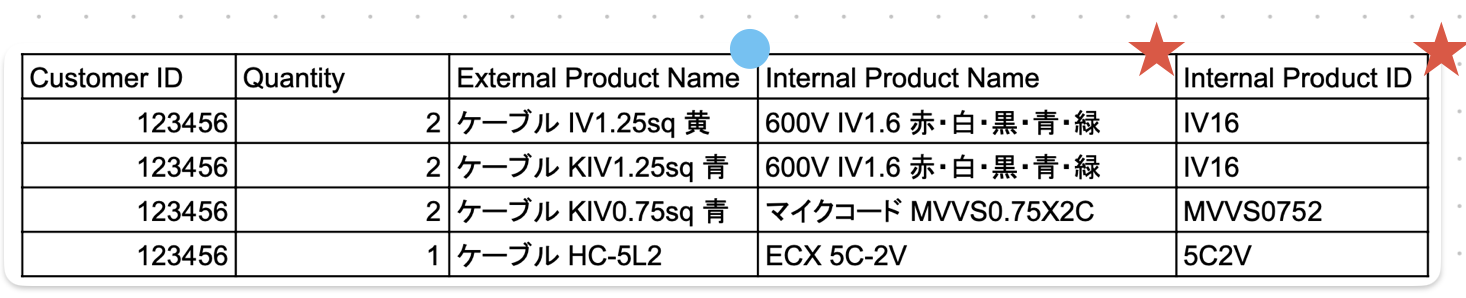 Customer ID Quantity External Product Name Internal Product Name Internal Product ID
123456 2 ケーブル IV1.25sq 黄 600V IV1.6 赤・白・黒・青・緑 IV16
123456 2 ケーブル KIV1.25sq 青 600V IV1.6 赤・白・黒・青・緑 IV16
123456 2 ケーブル KIV0.75sq 青 マイクコード MVVS0.75X2C MVVS0752
123456 1 ケーブル HC-5L2 ECX 5C-2V 5C2V